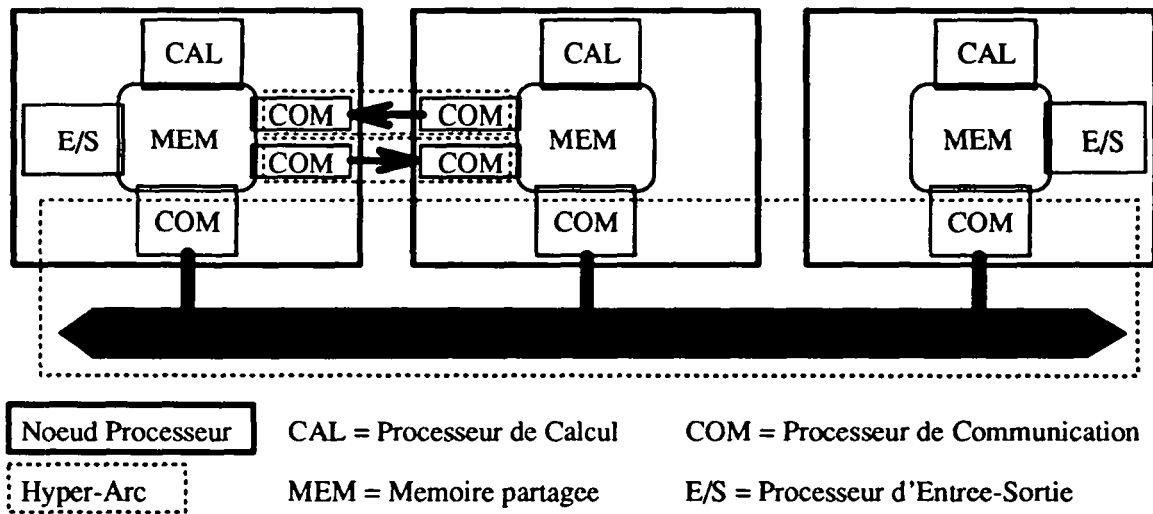 CAL
CAL
CAL
E/S
MEM
COM
COM
MEM
MEM
E/S
COM
COM
COM
COM
COM
Noeud Processeur
CAL = Processeur de Calcul
COM = Processeur de Communication
Hyper-Arc
MEM = Memoire partagee
E/S = Processeur d'Entree-Sortie